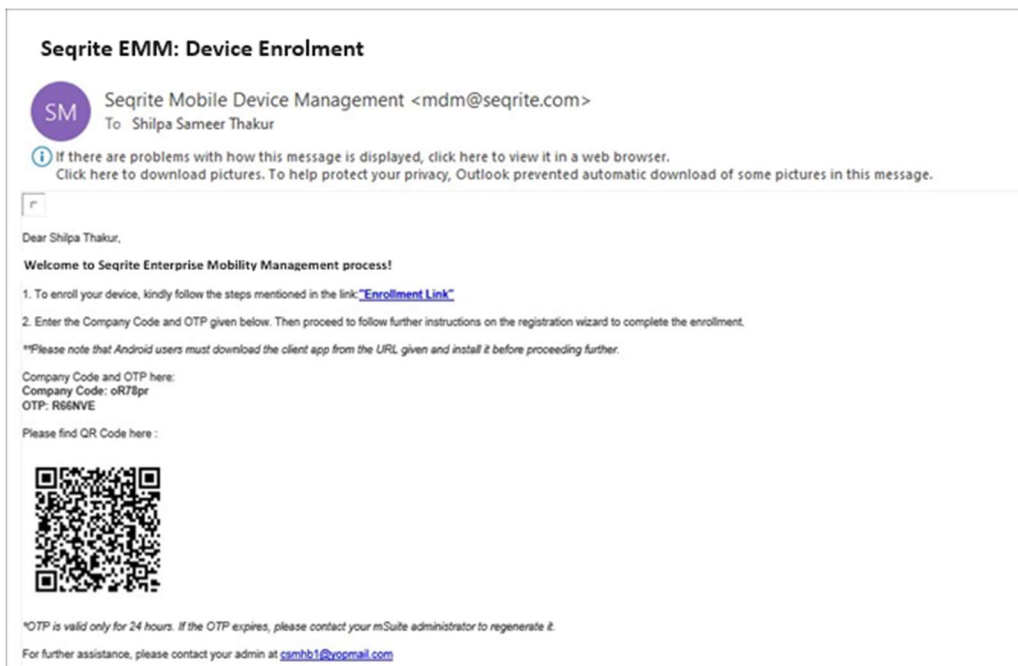 Seqrite EMM: Device Enrolment
SM
Seqrite Mobile Device Management <mdm@seqrite.com>
To Shilpa Sameer Thakur
If there are problems with how this message is displayed, click here to view it in a web browser.
Click here to download pictures. To help protect your privacy, Outlook prevented automatic download of some pictures in this message.
Dear Shilpa Thakur,
Welcome to Seqrite Enterprise Mobility Management process!
1. To enroll your device, kindly follow the steps mentioned in the link:"Enrollment Link"
2. Enter the Company Code and OTP given below. Then proceed to follow further instructions on the registration wizard to complete the enrollment.
**Please note that Android users must download the client app from the URL given and install it before proceeding further.
Company Code and OTP here:
Company Code: oR78pr
OTP: R66NVE
Please find QR Code here :
*OTP is valid only for 24 hours. If the OTP expires, please contact your mSuite administrator to regenerate it.
For further assistance, please contact your admin at csmhb1@yopmail.com